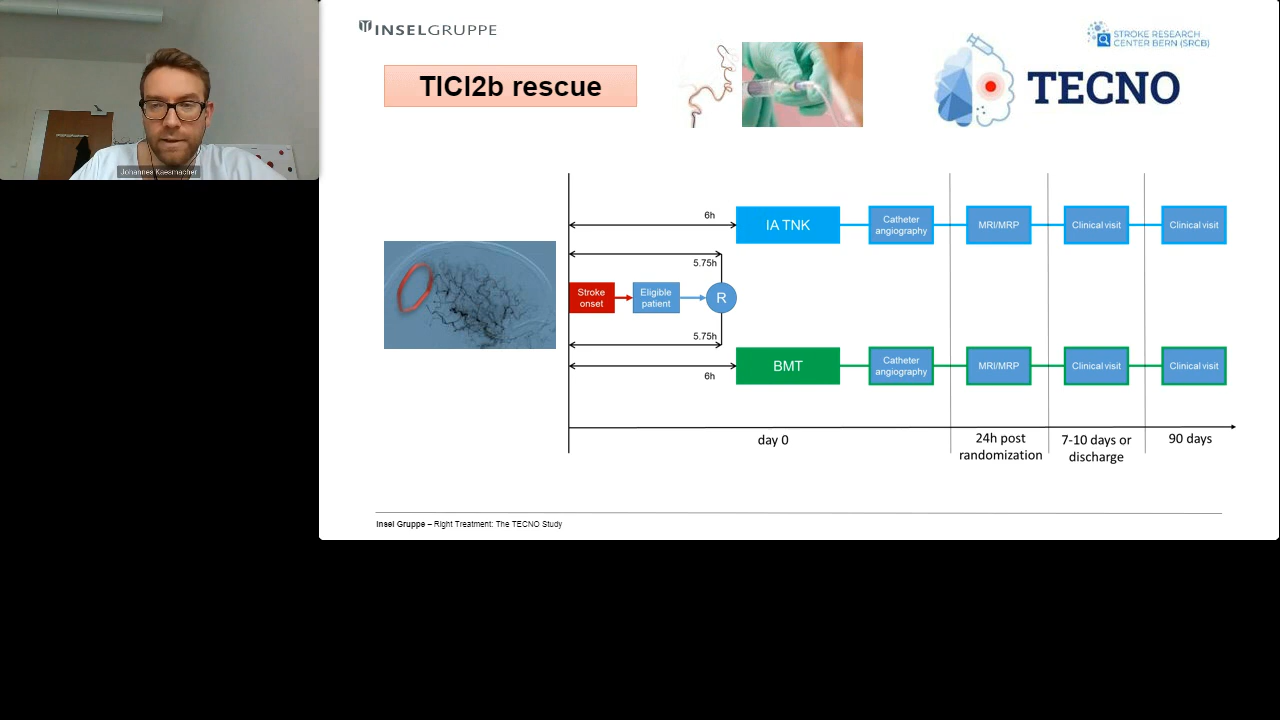 INSELGRUPPE
STROKE RESEARCH
CENTER BERN (SRCB)
TICI2b rescue
TECNO
Johannes Kaesmacher
6h
IA TNK
Catheter
angiography
MRI/MRP
Clinical visit
Clinical visit
5.75h
Stroke
onset
Eligible
patient
R
5.75h
6h
BMT
Catheter
angiography
MRI/MRP
Clinical visit
Clinical visit
day 0
24h post
randomization
7-10 days or
discharge
90 days
Insel Gruppe – Right Treatment: The TECNO Study